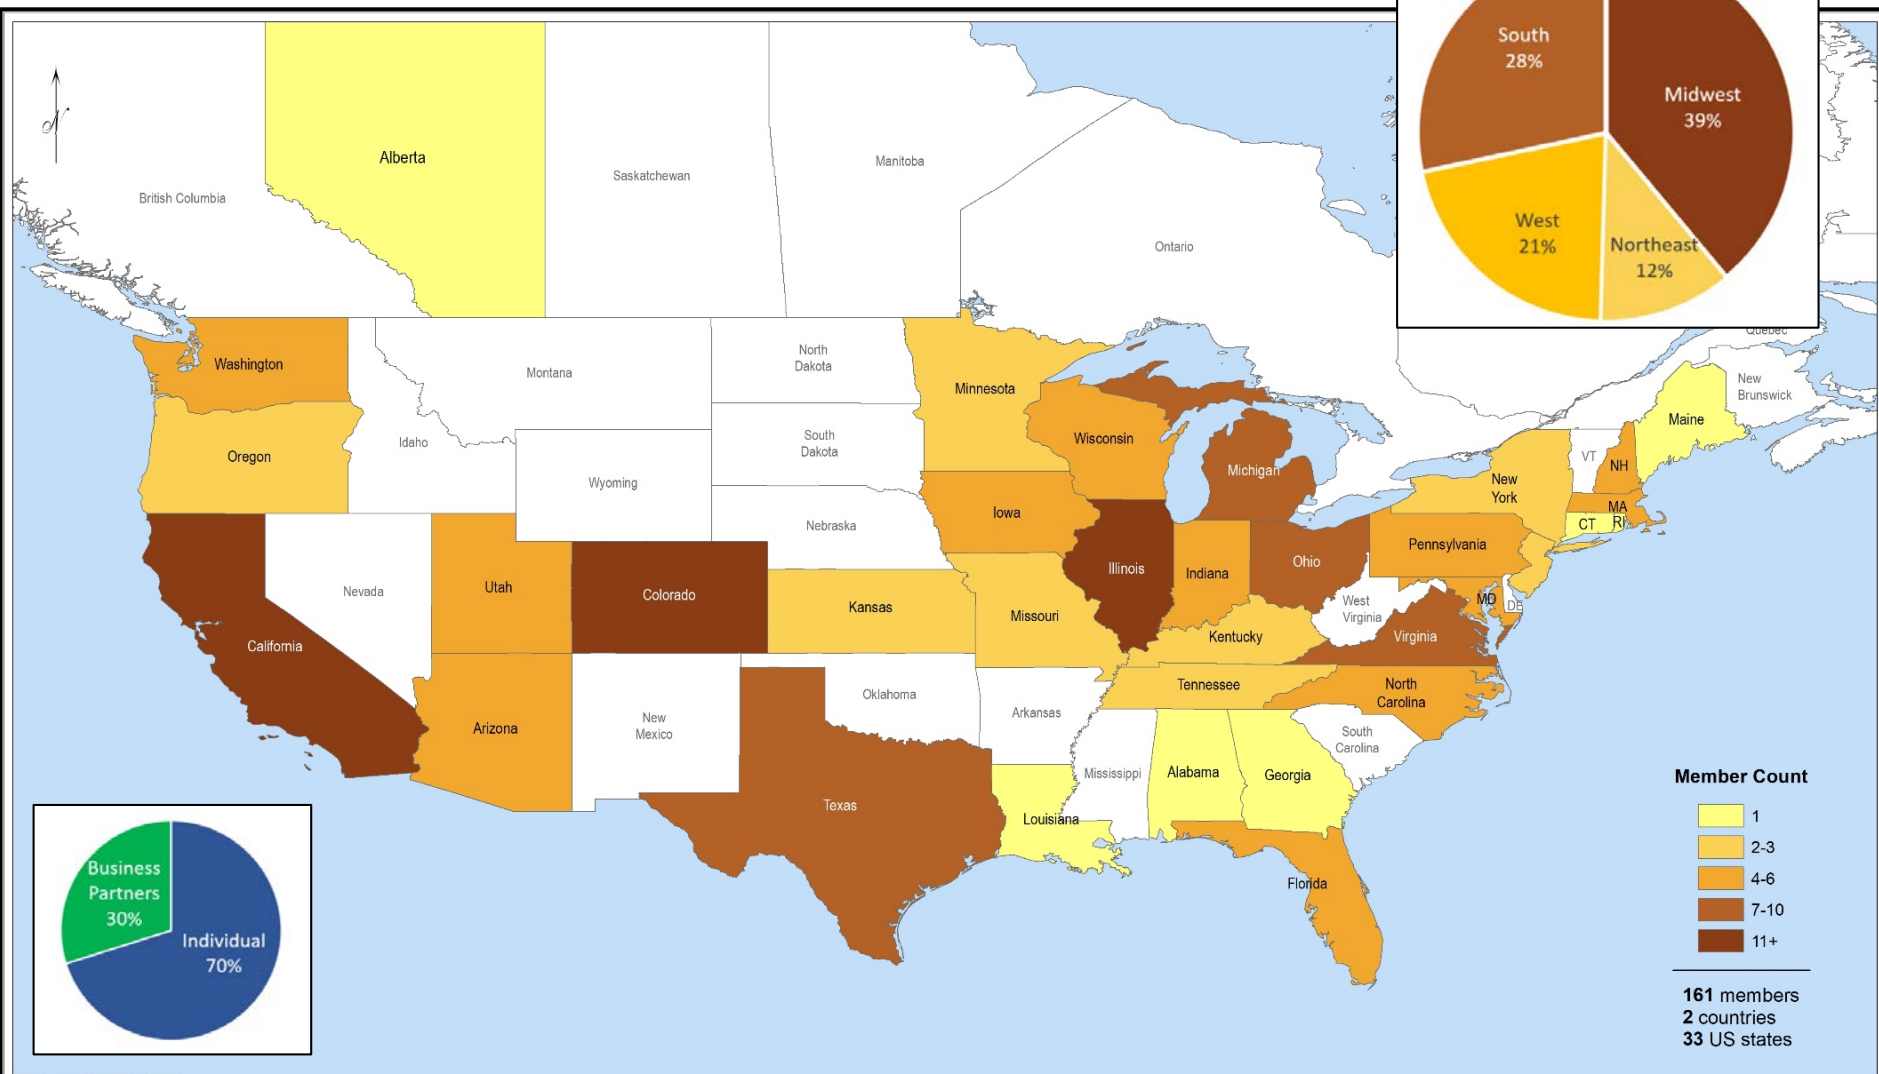 South
28%
Midwest
39%
West
21%
Northeast
12%
N
Alberta
British Columbia
Saskatchewan
Manitoba
Ontario
Quebec
New
Brunswick
Washington
Montana
North
Dakota
Minnesota
Maine
Oregon
Idaho
South
Dakota
Wisconsin
Michigan
VT
NH
New
York
Wyoming
Iowa
MA
CT
RI
Nebraska
Pennsylvania
Nevada
Utah
Colorado
Illinois
Indiana
Ohio
Kansas
Missouri
West
Virginia
MD
DE
California
Kentucky
Virginia
Arizona
New
Mexico
Oklahoma
Arkansas
Tennessee
North
Carolina
South
Carolina
Texas
Louisiana
Mississippi
Alabama
Georgia
Florida
Business
Partners
30%
Individual
70%
Member Count
1
2-3
4-6
7-10
11+
161 members
2 countries
33 US states